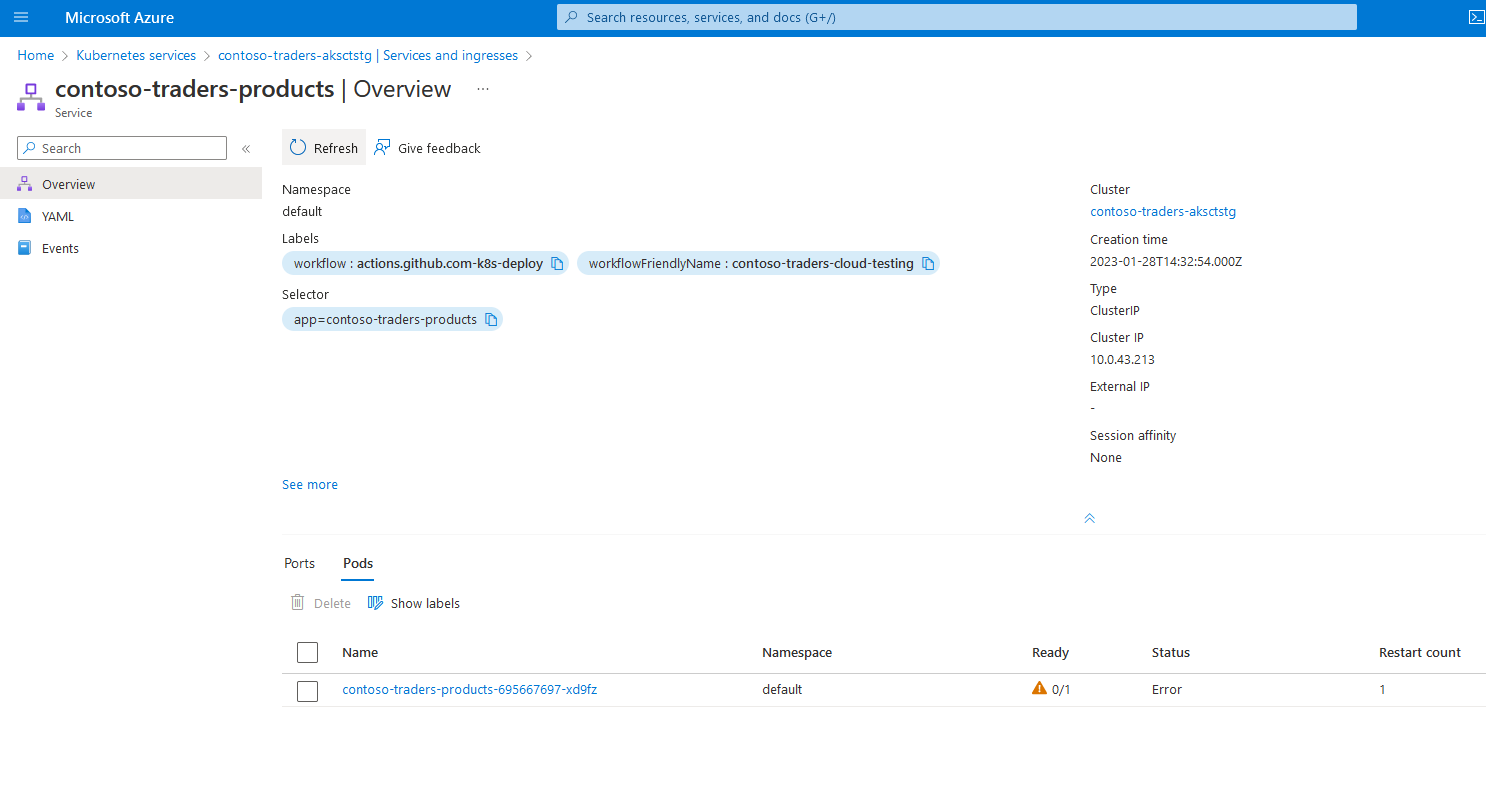 Microsoft Azure
Search resources, services, and docs (G+/)
Home > Kubernetes services > contoso-traders-aksctstg | Services and ingresses >
contoso-traders-products | Overview ...
Service
Search «
Overview
YAML
Events
Refresh Give feedback
Namespace
default
Labels
workflow : actions.github.com-k8s-deploy workflowFriendlyName : contoso-traders-cloud-testing
Selector
app=contoso-traders-products
See more
Cluster
contoso-traders-aksctstg
Creation time
2023-01-28T14:32:54.000Z
Type
ClusterIP
Cluster IP
10.0.43.213
External IP
-
Session affinity
None
Ports Pods
Delete Show labels
Name Namespace Ready Status Restart count
contoso-traders-products-695667697-xd9fz default 0/1 Error 1